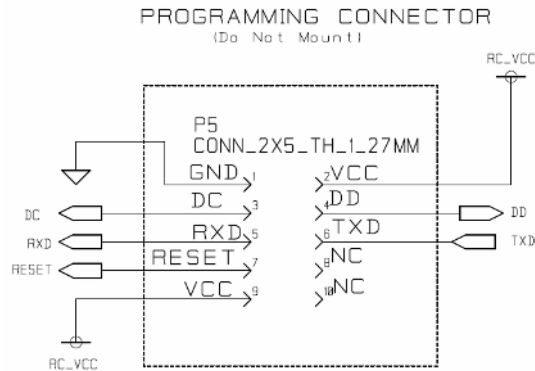 PROGRAMMING CONNECTOR
(Do Not Mount)
RC_VCC
P5
CONN_2X5_TH_1_27MM
GND 1 2 VCC
DC DC 3 4 DD DD
RXD RXD 5 6 TXD TXD
RESET RESET 7 8 NC
VCC 9 10 NC
RC_VCC